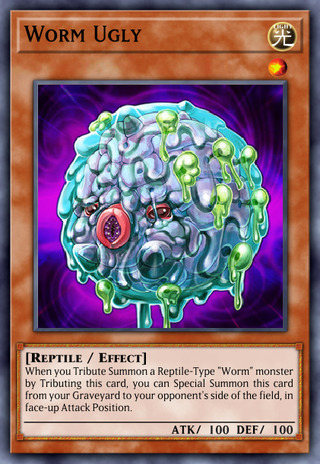 Worm Ugly
LIGHT
光
[Reptile / Effect]
When you Tribute Summon a Reptile-Type "Worm" monster
by Tributing this card, you can Special Summon this card
from your Graveyard to your opponent's side of the field, in
face-up Attack Position.
ATK/ 100 DEF/ 100